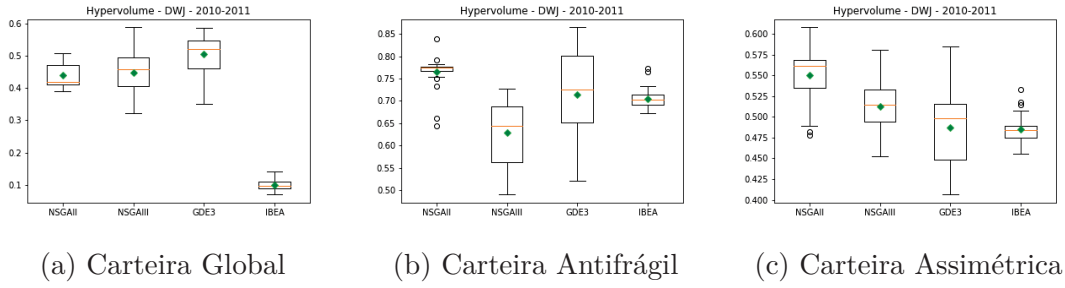 Hypervolume - DWJ - 2010-2011
0.6
0.5
0.4
0.3
0.2
0.1
NSGAII
NSGAIII
GDE3
IBEA
(a) Carteira Global
Hypervolume - DWJ - 2010-2011
0.85
0.80
0.75
0.70
0.65
0.60
0.55
0.50
NSGAII
NSGAIII
GDE3
IBEA
(b) Carteira Antifrágil
Hypervolume - DWJ - 2010-2011
0.600
0.575
0.550
0.525
0.500
0.475
0.450
0.425
0.400
NSGAII
NSGAIII
GDE3
IBEA
(c) Carteira Assimétrica